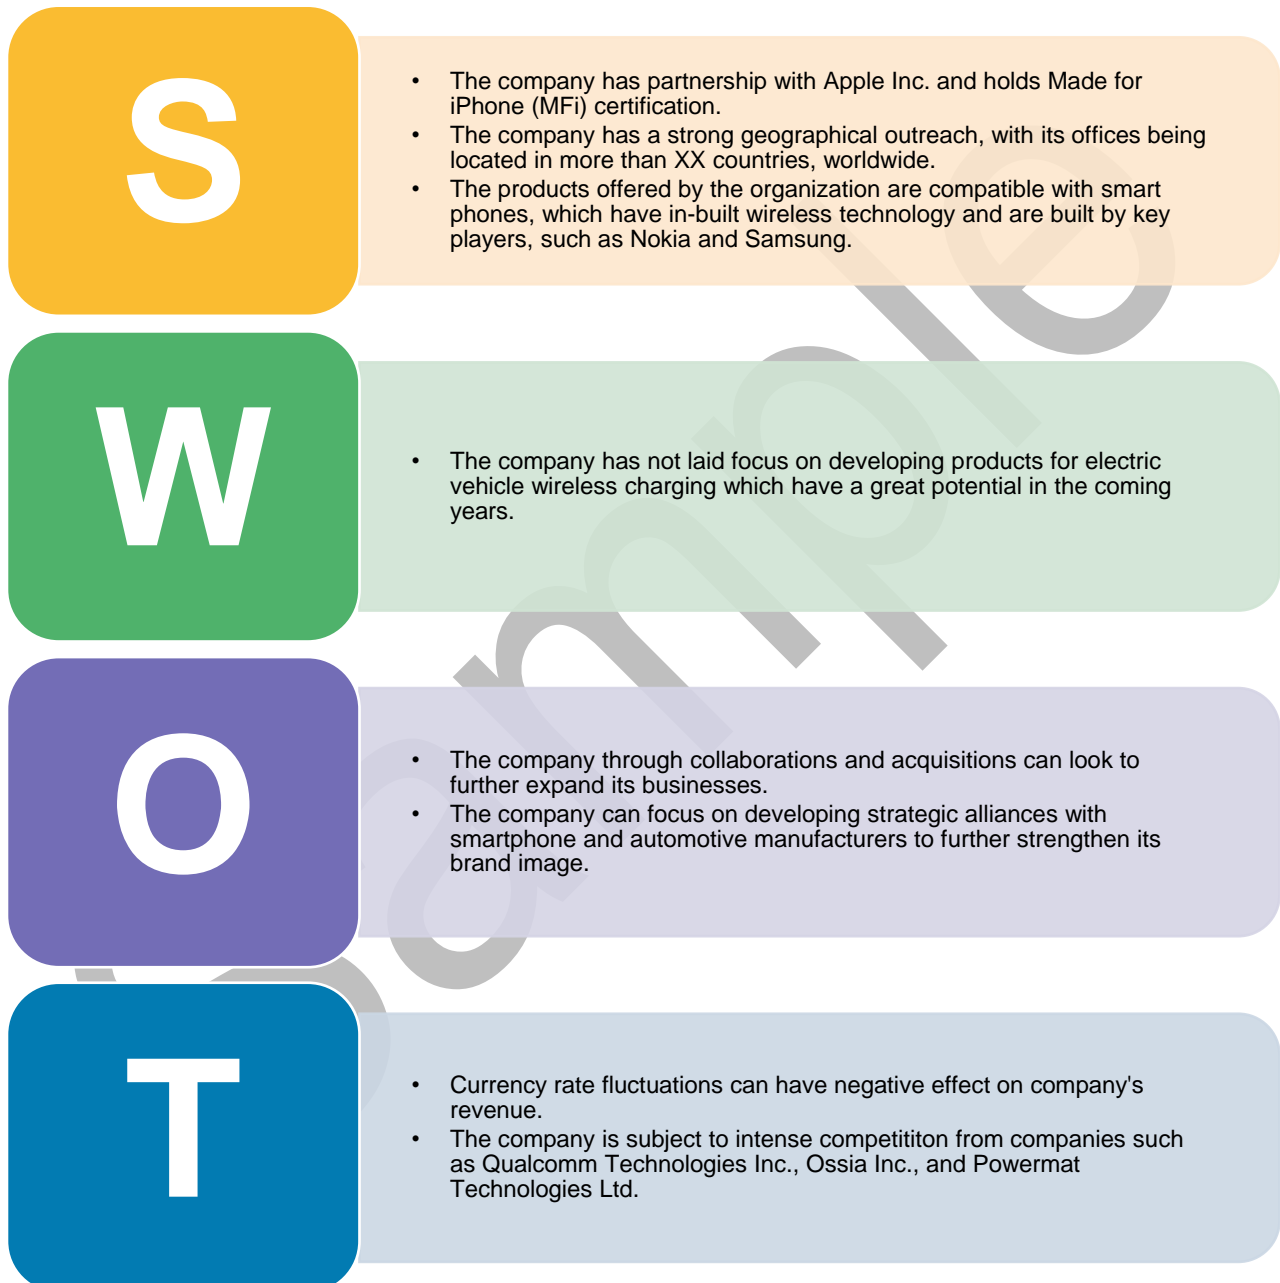 S
• The company has partnership with Apple Inc. and holds Made for
iPhone (MFi) certification.
• The company has a strong geographical outreach, with its offices being
located in more than XX countries, worldwide.
• The products offered by the organization are compatible with smart
phones, which have in-built wireless technology and are built by key
players, such as Nokia and Samsung.
W
• The company has not laid focus on developing products for electric
vehicle wireless charging which have a great potential in the coming
years.
O
• The company through collaborations and acquisitions can look to
further expand its businesses.
• The company can focus on developing strategic alliances with
smartphone and automotive manufacturers to further strengthen its
brand image.
T
• Currency rate fluctuations can have negative effect on company's
revenue.
• The company is subject to intense competititon from companies such
as Qualcomm Technologies Inc., Ossia Inc., and Powermat
Technologies Ltd.
Sample